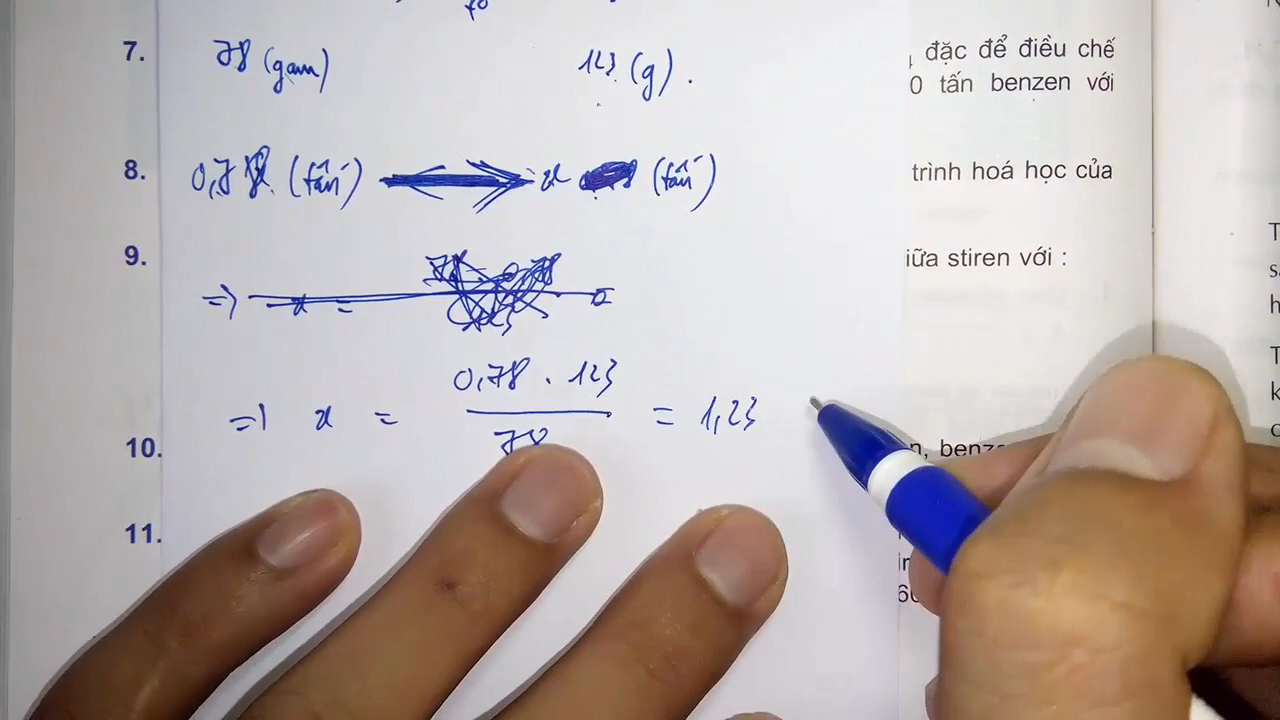 7. 78 (gam) 123 (g).
đặc để điều chế
0 tấn benzen với
8. 0,78 (tấn) x (tấn)
trình hoá học của
9.
iữa stiren với :
=> x =
0,78 . 123
=> x = = 1,23
78
10.
n, benze
11.